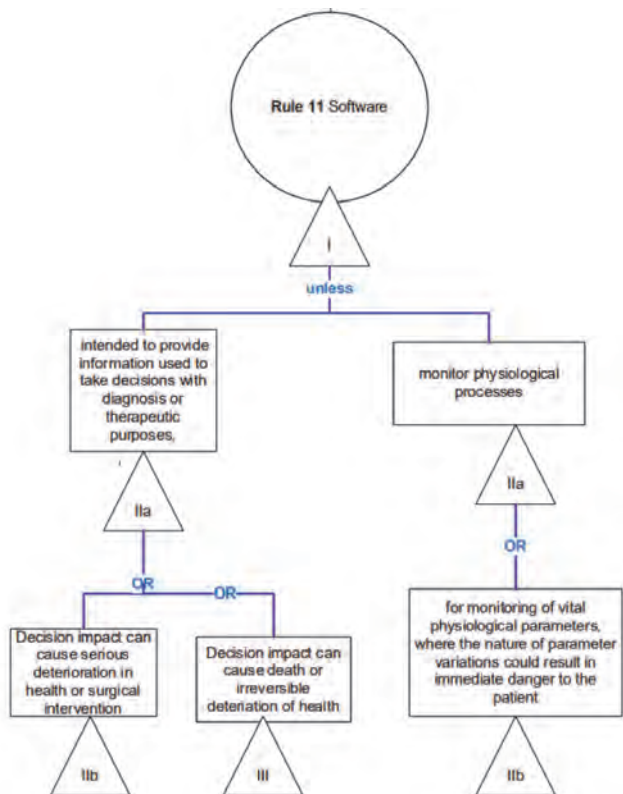 Rule 11 Software
I
unless
intended to provide
information used to
take decisions with
diagnosis or
therapeutic
purposes,
monitor physiological
processes
IIa
IIa
OR
OR
OR
Decision impact can
cause serious
deterioration in
health or surgical
intervention
Decision impact can
cause death or
irreversible
deteriation of health
for monitoring of vital
physiological parameters,
where the nature of parameter
variations could result in
immediate danger to the
patient
IIb
III
IIb